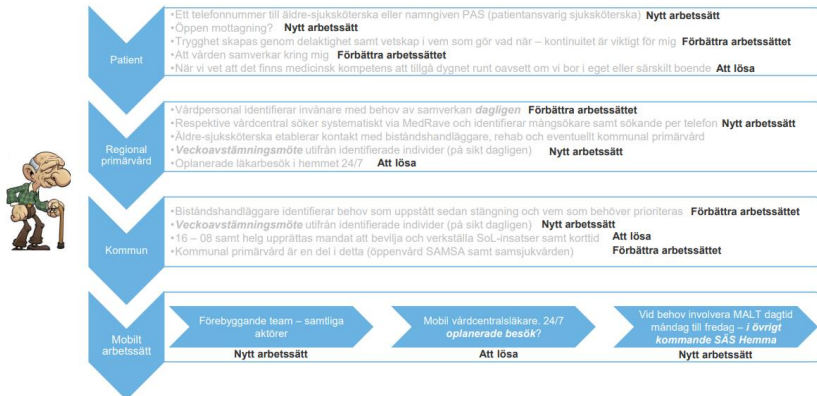 Patient
•Ett telefonnummer till äldre-sjuksköterska eller namngiven PAS (patientansvarig sjuksköterska) Nytt arbetssätt
•Öppen mottagning? Nytt arbetssätt
•Trygghet skapas genom delaktighet samt vetskap i vem som gör vad när – kontinuitet är viktigt för mig Förbättra arbetssättet
•Att vården samverkar kring mig Förbättra arbetssättet
•När vi vet att det finns medicinsk kompetens att tillgå dygnet runt oavsett om vi bor i eget eller särskilt boende Att lösa
Regional
primärvård
•Vårdpersonal identifierar invånare med behov av samverkan dagligen Förbättra arbetssättet
•Respektive vårdcentral söker systematiskt via MedRave och identifierar mångsökare samt sökande per telefon Nytt arbetssätt
•Äldre-sjuksköterska etablerar kontakt med biståndshandläggare, rehab och eventuellt kommunal primärvård
•Veckoavstämningsmöte utifrån identifierade individer (på sikt dagligen) Nytt arbetssätt
•Oplanerade läkarbesök i hemmet 24/7 Att lösa
Kommun
•Biståndshandläggare identifierar behov som uppstått sedan stängning och vem som behöver prioriteras Förbättra arbetssättet
•Veckoavstämningsmöte utifrån identifierade individer (på sikt dagligen) Nytt arbetssätt
•16 – 08 samt helg upprättas mandat att bevilja och verkställa SoL-insatser samt korttid Att lösa
•Kommunal primärvård är en del i detta (öppenvård SAMSA samt samsjukvården) Förbättra arbetssättet
Mobilt
arbetssätt
Förebyggande team – samtliga
aktörer
Nytt arbetssätt
Mobil vårdcentralsläkare. 24/7
oplanerade besök?
Att lösa
Vid behov involvera MALT dagtid
måndag till fredag – i övrigt
kommande SÄS Hemma
Nytt arbetssätt